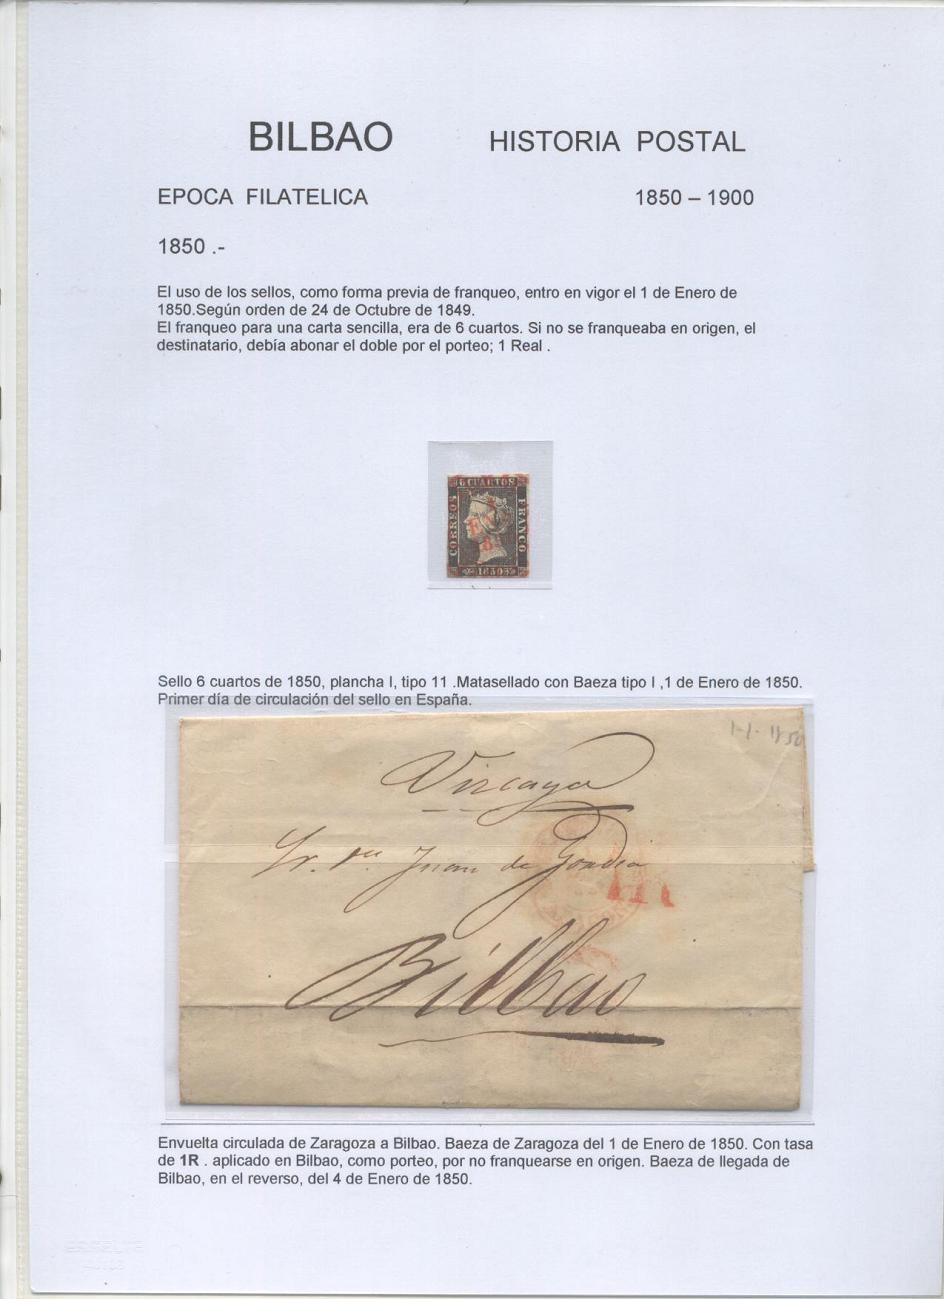 BILBAO HISTORIA POSTAL
EPOCA FILATELICA 1850 – 1900
1850 .-
El uso de los sellos, como forma previa de franqueo, entro en vigor el 1 de Enero de
1850.Según orden de 24 de Octubre de 1849.
El franqueo para una carta sencilla, era de 6 cuartos. Si no se franqueaba en origen, el
destinatario, debía abonar el doble por el porteo; 1 Real .
6 CUARTOS
CORREOS
FRANCO
1850
Sello 6 cuartos de 1850, plancha I, tipo 11 .Matasellado con Baeza tipo I ,1 de Enero de 1850.
Primer día de circulación del sello en España.
1-1-1850
Vizcaya
Sr. Dn. Juan de Gondra
1R
Bilbao
Envuelta circulada de Zaragoza a Bilbao. Baeza de Zaragoza del 1 de Enero de 1850. Con tasa
de 1R . aplicado en Bilbao, como porteo, por no franquearse en origen. Baeza de llegada de
Bilbao, en el reverso, del 4 de Enero de 1850.